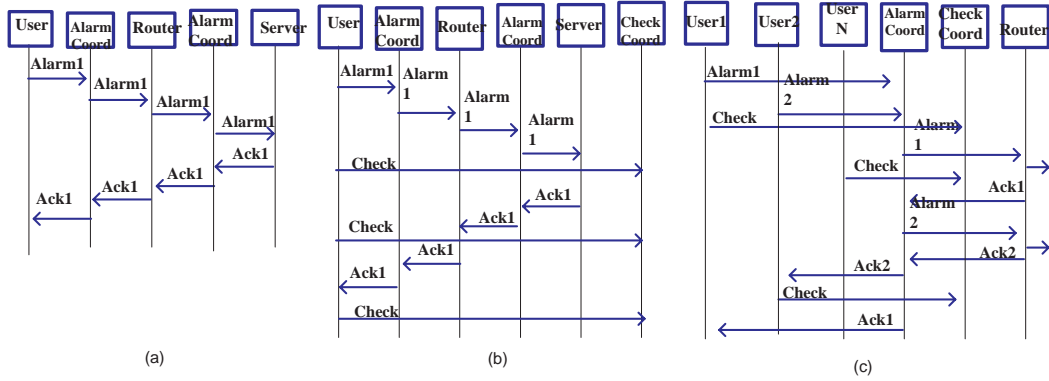 User
Alarm
Coord
Router
Alarm
Coord
Server
Alarm1
Alarm1
Alarm1
Alarm1
Ack1
Ack1
Ack1
Ack1
(a)
User
Alarm
Coord
Router
Alarm
Coord
Server
Check
Coord
Alarm1
Alarm
1
Alarm
1
Alarm
1
Check
Ack1
Ack1
Check
Ack1
Ack1
Check
(b)
User1
User2
User
N
Alarm
Coord
Check
Coord
Router
Alarm1
Alarm
2
Check
Alarm
1
Check
Ack1
Alarm
2
Ack2
Ack2
Check
Ack1
(c)